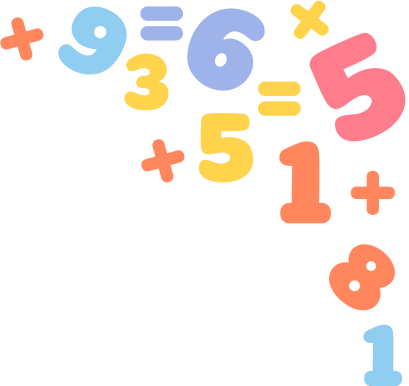 + 9 = 6 ×
3 = 5
+ 5
1 +
8
1